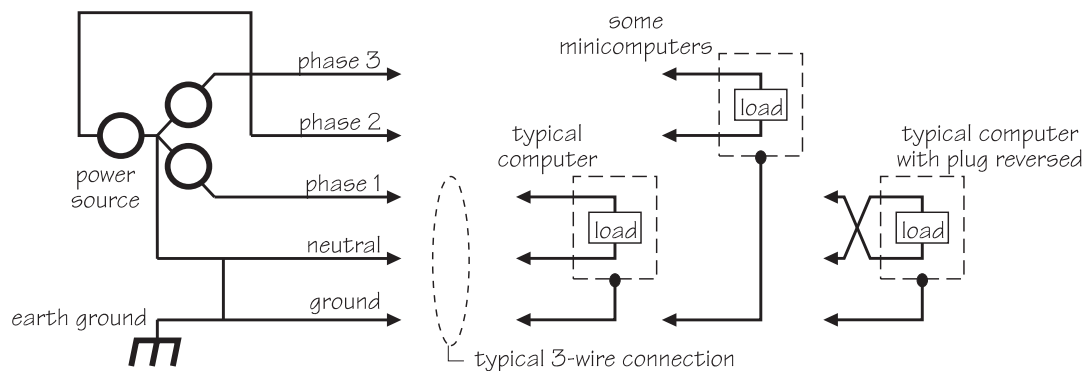 some
minicomputers
phase 3
load
phase 2
typical
computer
typical computer
with plug reversed
power
source
phase 1
load
load
neutral
ground
earth ground
typical 3-wire connection